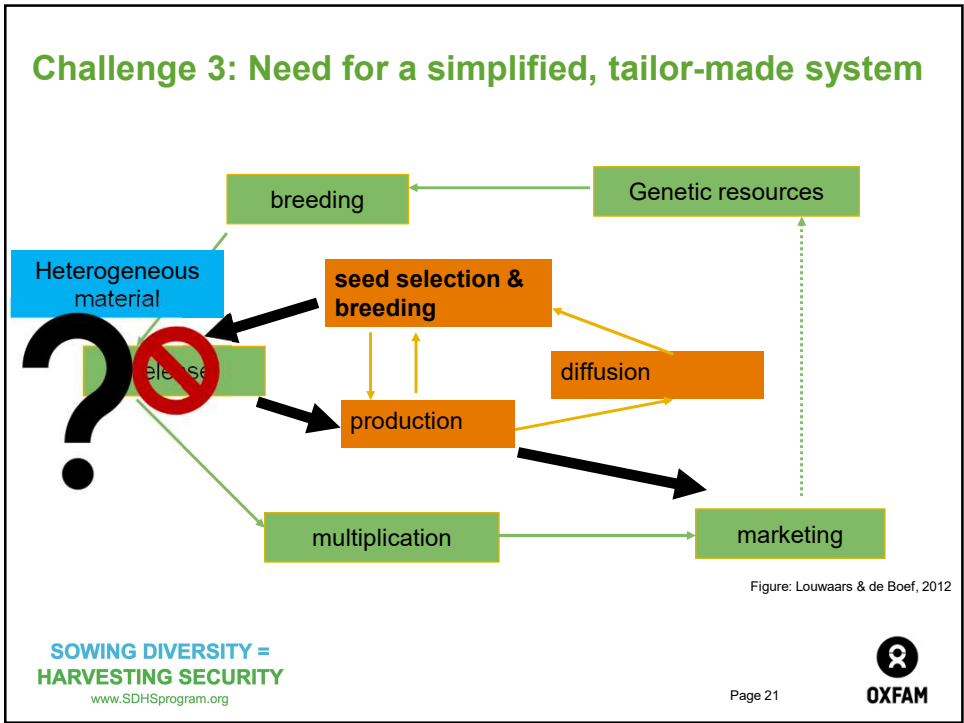 Challenge 3: Need for a simplified, tailor-made system
breeding
Genetic resources
Heterogeneous
material
seed selection &
breeding
elease
diffusion
production
multiplication
marketing
Figure: Louwaars & de Boef, 2012
SOWING DIVERSITY =
HARVESTING SECURITY
www.SDHSprogram.org
Page 21
OXFAM
?